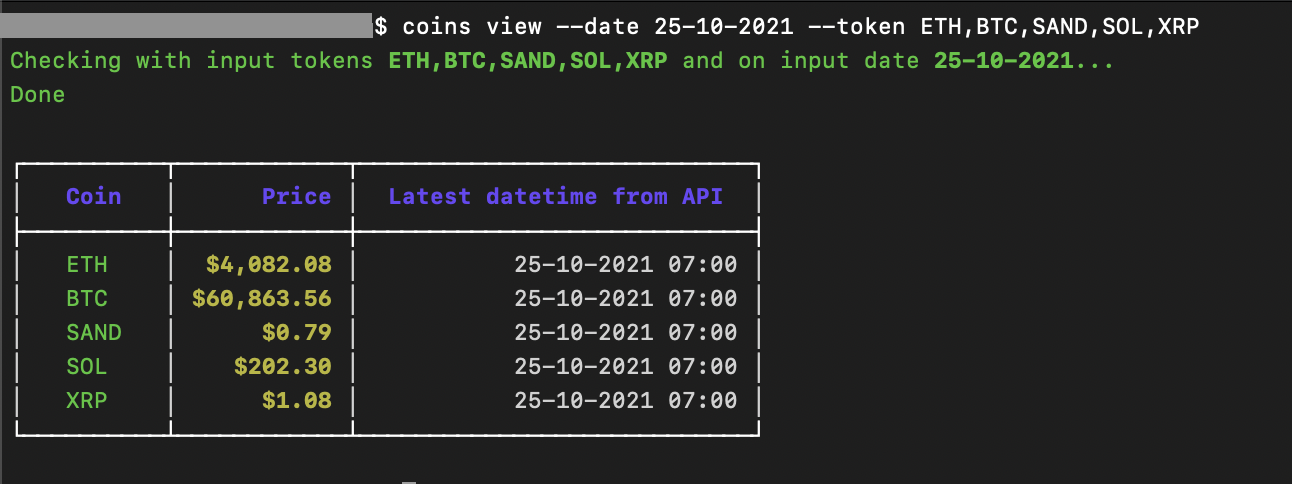 $ coins view --date 25-10-2021 --token ETH,BTC,SAND,SOL,XRP
Checking with input tokens ETH,BTC,SAND,SOL,XRP and on input date 25-10-2021...
Done
Coin Price Latest datetime from API
ETH $4,082.08 25-10-2021 07:00
BTC $60,863.56 25-10-2021 07:00
SAND $0.79 25-10-2021 07:00
SOL $202.30 25-10-2021 07:00
XRP $1.08 25-10-2021 07:00